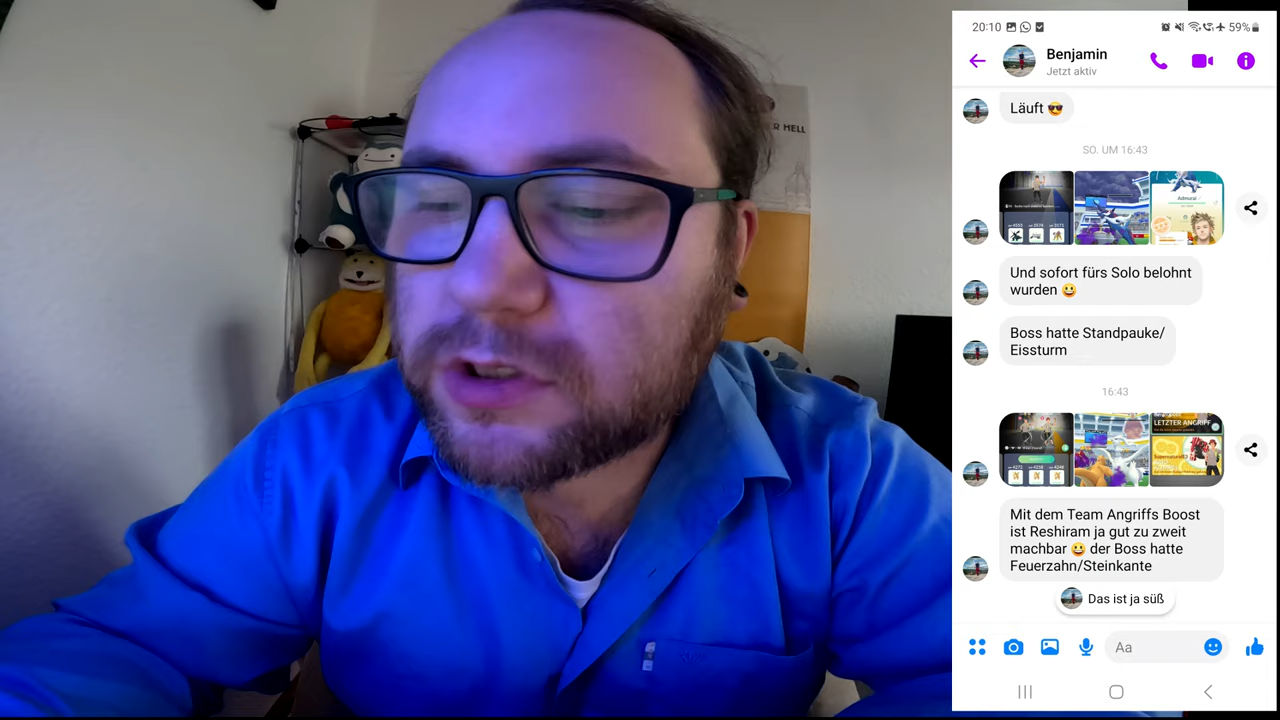 R HELL
20:10
59%
Benjamin
Jetzt aktiv
Läuft 😎
SO. UM 16:43
Und sofort fürs Solo belohnt
wurden 😃
Boss hatte Standpauke/
Eissturm
16:43
LETZTER ANGRIFF
Mit dem Team Angriffs Boost
ist Reshiram ja gut zu zweit
machbar 😃 der Boss hatte
Feuerzahn/Steinkante
Das ist ja süß
Aa